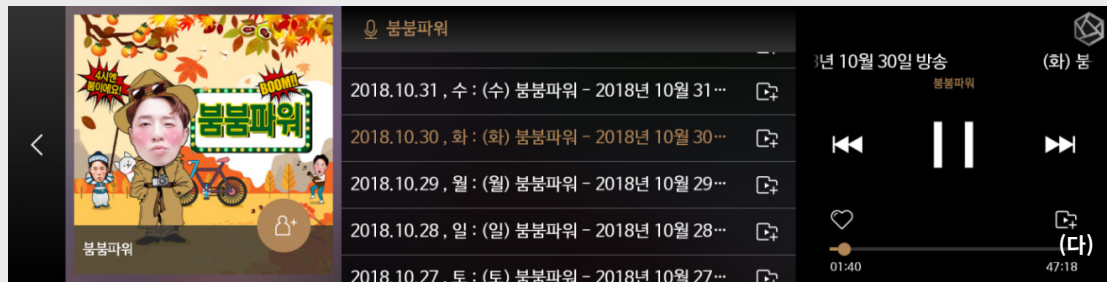 4시엔
붐이에요!
BOOM!!
붐붐파워
붐붐파워
붐붐파워
2018.10.31 , 수 : (수) 붐붐파워 - 2018년 10월 31…
2018.10.30 , 화 : (화) 붐붐파워 - 2018년 10월 30…
2018.10.29 , 월 : (월) 붐붐파워 - 2018년 10월 29…
2018.10.28 , 일 : (일) 붐붐파워 - 2018년 10월 28…
2018.10.27 , 토 : (토) 붐붐파워 - 2018년 10월 27…
년 10월 30일 방송 (화) 붐
붐붐파워
(다)
01:40 47:18